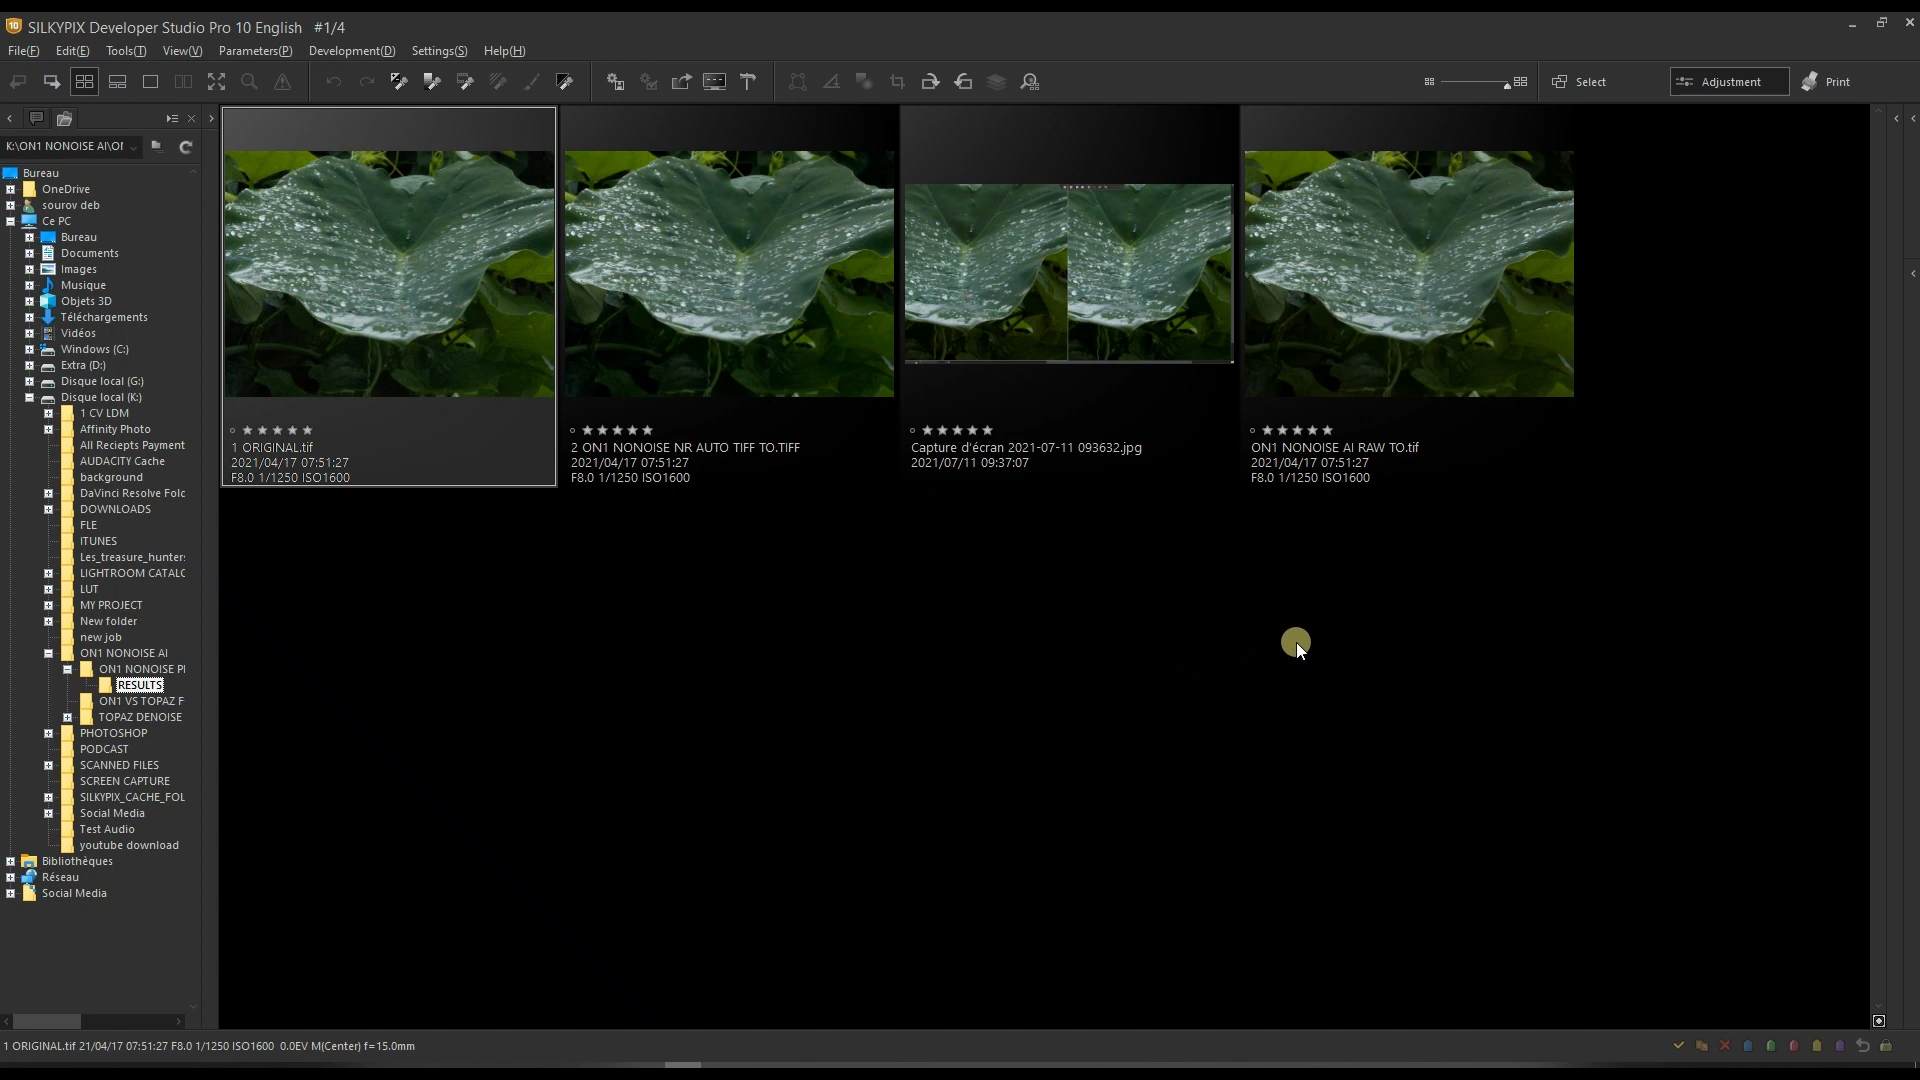 SILKYPIX Developer Studio Pro 10 English #1/4
File(F) Edit(E) Tools(T) View(V) Parameters(P) Development(D) Settings(S) Help(H)
Select
Adjustment
Print
K:\ON1 NONOISE AI\O
Bureau
OneDrive
sourov deb
Ce PC
Bureau
Documents
Images
Musique
Objets 3D
Téléchargements
Vidéos
Windows (C:)
Extra (D:)
Disque local (G:)
Disque local (K:)
1 CV LDM
Affinity Photo
All Reciepts Payment
AUDACITY Cache
background
DaVinci Resolve Folc
DOWNLOADS
FLE
ITUNES
Les_treasure_hunter
LIGHTROOM CATALC
LUT
MY PROJECT
New folder
new job
ON1 NONOISE AI
ON1 NONOISE P
RESULTS
ON1 VS TOPAZ F
TOPAZ DENOISE
PHOTOSHOP
PODCAST
SCANNED FILES
SCREEN CAPTURE
SILKYPIX_CACHE_FOL
Social Media
Test Audio
youtube download
Bibliothèques
Réseau
Social Media
1 ORIGINAL.tif
2021/04/17 07:51:27
F8.0 1/1250 ISO1600
2 ON1 NONOISE NR AUTO TIFF TO.TIFF
2021/04/17 07:51:27
F8.0 1/1250 ISO1600
Capture d'écran 2021-07-11 093632.jpg
2021/07/11 09:37:07
ON1 NONOISE AI RAW TO.tif
2021/04/17 07:51:27
F8.0 1/1250 ISO1600
1 ORIGINAL.tif 21/04/17 07:51:27 F8.0 1/1250 ISO1600 0.0EV M(Center) f=15.0mm